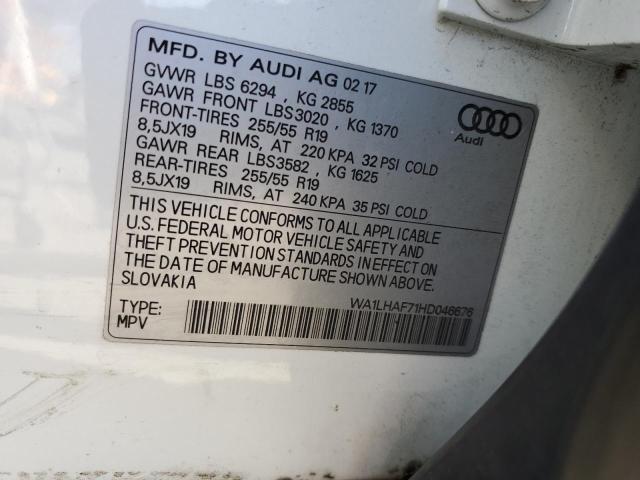 MFD. BY AUDI AG 02 17
GVWR LBS 6294 , KG 2855
GAWR FRONT LBS3020 , KG 1370
FRONT-TIRES 255/55 R19
8,5JX19 RIMS, AT 220 KPA 32 PSI COLD
GAWR REAR LBS3582 , KG 1625
REAR-TIRES 255/55 R19
8,5JX19 RIMS, AT 240 KPA 35 PSI COLD
THIS VEHICLE CONFORMS TO ALL APPLICABLE
U.S. FEDERAL MOTOR VEHICLE SAFETY AND
THEFT PREVENTION STANDARDS IN EFFECT ON
THE DATE OF MANUFACTURE SHOWN ABOVE.
SLOVAKIA
WA1LHAF71HD046676
TYPE:
MPV
Audi